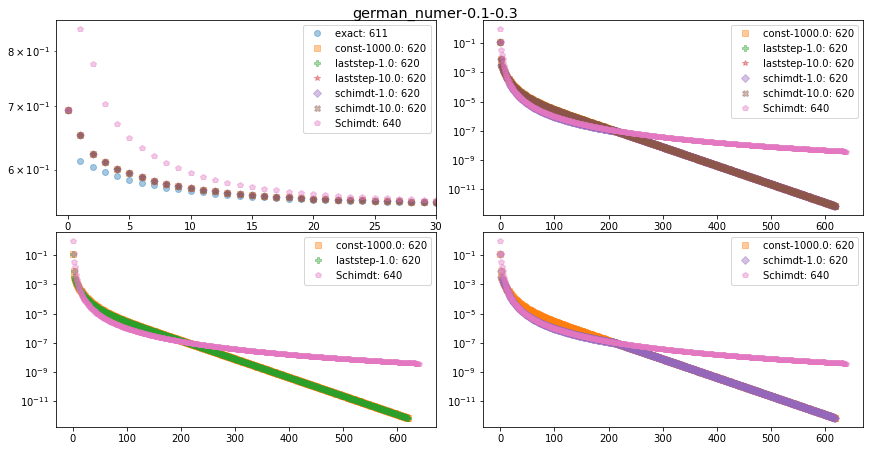 german_numer-0.1-0.3
8 × 10⁻¹
7 × 10⁻¹
6 × 10⁻¹
0
5
10
15
20
25
30
exact: 611
const-1000.0: 620
laststep-1.0: 620
laststep-10.0: 620
schimdt-1.0: 620
schimdt-10.0: 620
Schimdt: 640
10⁻¹
10⁻³
10⁻⁵
10⁻⁷
10⁻⁹
10⁻¹¹
0
100
200
300
400
500
600
const-1000.0: 620
laststep-1.0: 620
laststep-10.0: 620
schimdt-1.0: 620
schimdt-10.0: 620
Schimdt: 640
10⁻¹
10⁻³
10⁻⁵
10⁻⁷
10⁻⁹
10⁻¹¹
0
100
200
300
400
500
600
const-1000.0: 620
laststep-1.0: 620
Schimdt: 640
10⁻¹
10⁻³
10⁻⁵
10⁻⁷
10⁻⁹
10⁻¹¹
0
100
200
300
400
500
600
const-1000.0: 620
schimdt-1.0: 620
Schimdt: 640